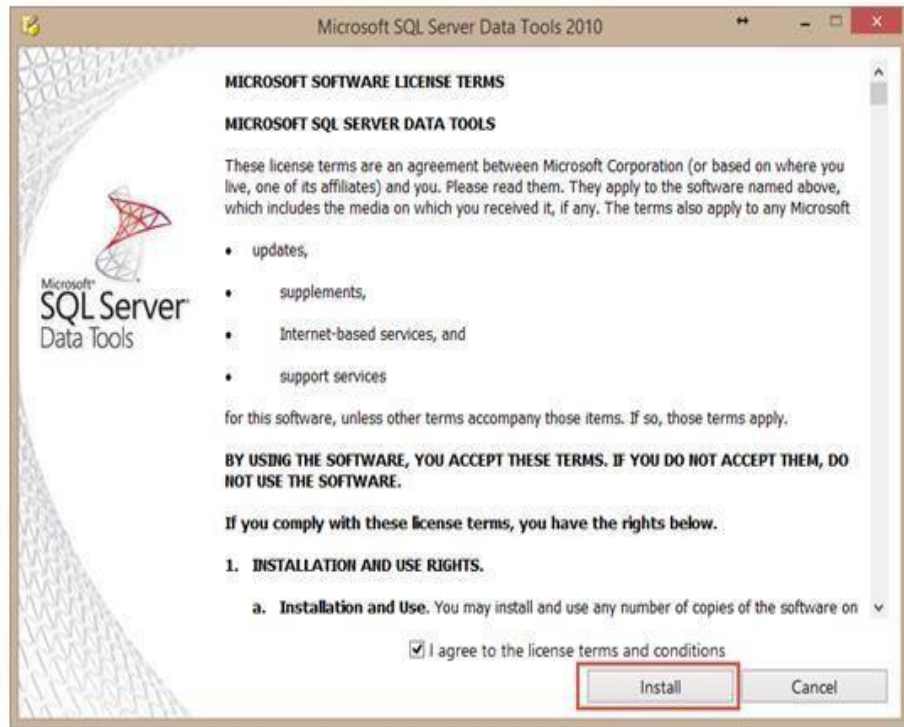 Microsoft SQL Server Data Tools 2010
MICROSOFT SOFTWARE LICENSE TERMS
MICROSOFT SQL SERVER DATA TOOLS
These license terms are an agreement between Microsoft Corporation (or based on where you
live, one of its affiliates) and you. Please read them. They apply to the software named above,
which includes the media on which you received it, if any. The terms also apply to any Microsoft
• updates,
• supplements,
• Internet-based services, and
• support services
for this software, unless other terms accompany those items. If so, those terms apply.
BY USING THE SOFTWARE, YOU ACCEPT THESE TERMS. IF YOU DO NOT ACCEPT THEM, DO
NOT USE THE SOFTWARE.
If you comply with these license terms, you have the rights below.
1. INSTALLATION AND USE RIGHTS.
a. Installation and Use. You may install and use any number of copies of the software on
Microsoft
SQL Server
Data Tools
I agree to the license terms and conditions
Install
Cancel